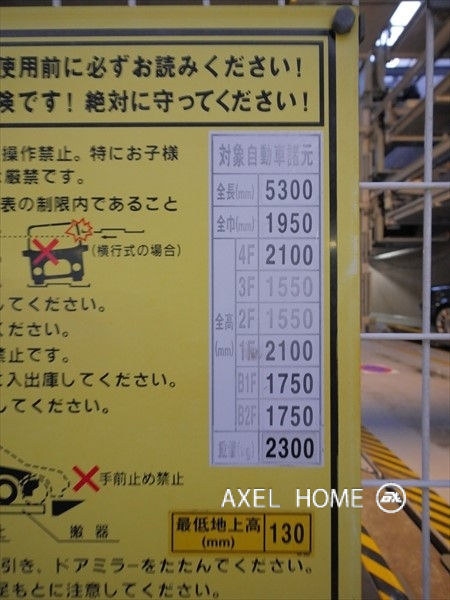 使用前に必ずお読みください!
険です! 絶対に守ってください!
操作禁止。特にお子様
厳禁です。
表の制限内であること
(横行式の場合)
してください。
ください。
禁止です。
入出庫してください。
してください。
手前止め禁止
搬器
引き、ドアミラーをたたんでください。
足もとに注意してください。
対象自動車諸元
全長(mm) 5300
全巾(mm) 1950
全高(mm)
4F 2100
3F 1550
2F 1550
1F 2100
B1F 1750
B2F 1750
重量(kg) 2300
最低地上高(mm) 130
AXEL HOME